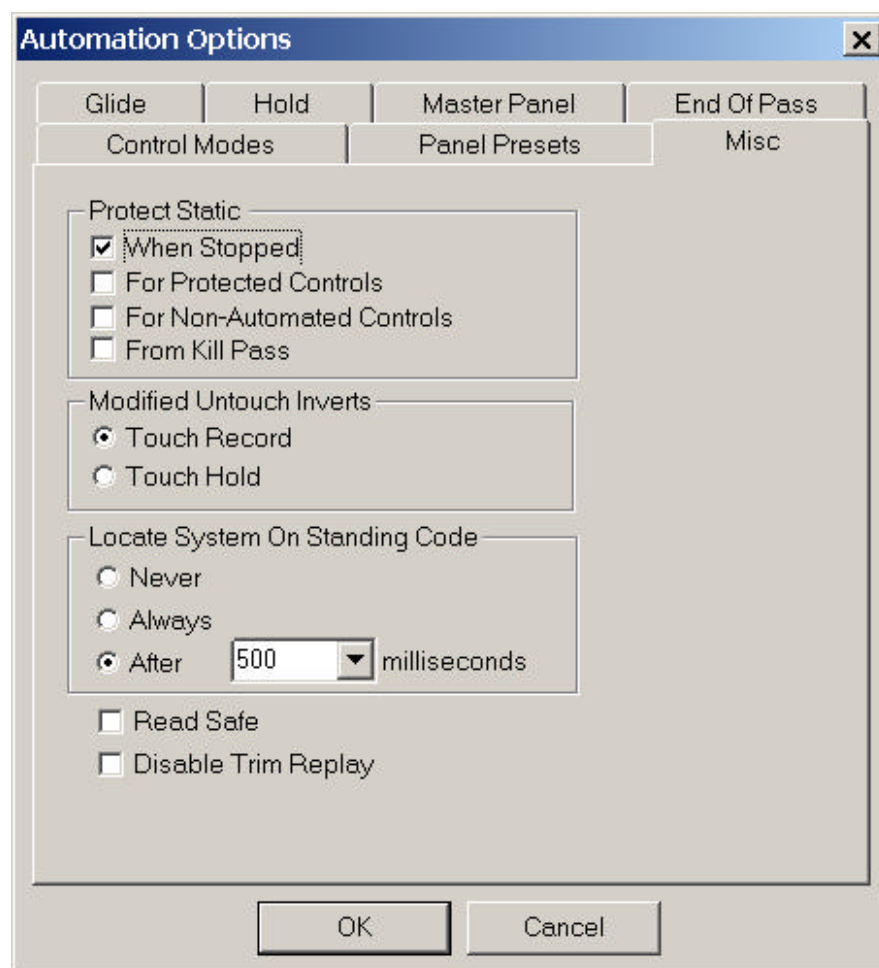 Automation Options
Glide Hold Master Panel End Of Pass
Control Modes Panel Presets Misc
Protect Static
When Stopped
For Protected Controls
For Non-Automated Controls
From Kill Pass
Modified Untouch Inverts
Touch Record
Touch Hold
Locate System On Standing Code
Never
Always
After 500 milliseconds
Read Safe
Disable Trim Replay
OK Cancel